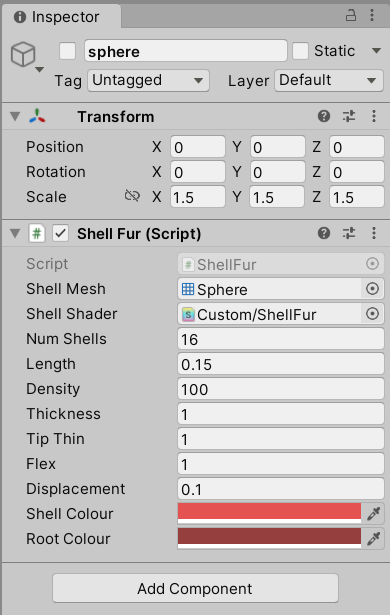 Inspector
sphere Static
Tag Untagged Layer Default
Transform
Position X 0 Y 0 Z 0
Rotation X 0 Y 0 Z 0
Scale X 1.5 Y 1.5 Z 1.5
# Shell Fur (Script)
Script # ShellFur
Shell Mesh Sphere
Shell Shader S Custom/ShellFur
Num Shells 16
Length 0.15
Density 100
Thickness 1
Tip Thin 1
Flex 1
Displacement 0.1
Shell Colour
Root Colour
Add Component